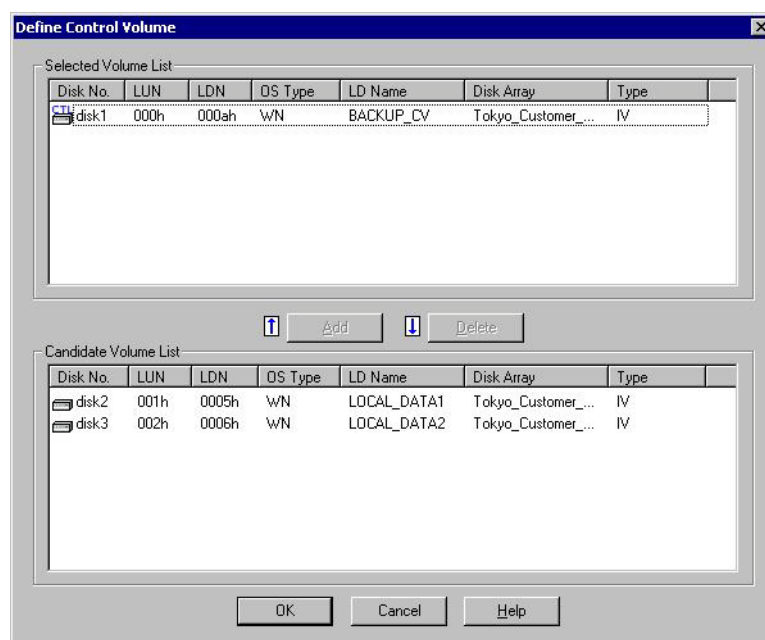 Define Control Volume
Selected Volume List
Disk No. LUN LDN OS Type LD Name Disk Array Type
CTL disk1 000h 000ah WN BACKUP_CV Tokyo_Customer_... IV
Add Delete
Candidate Volume List
Disk No. LUN LDN OS Type LD Name Disk Array Type
disk2 001h 0005h WN LOCAL_DATA1 Tokyo_Customer_... IV
disk3 002h 0006h WN LOCAL_DATA2 Tokyo_Customer_... IV
OK Cancel Help